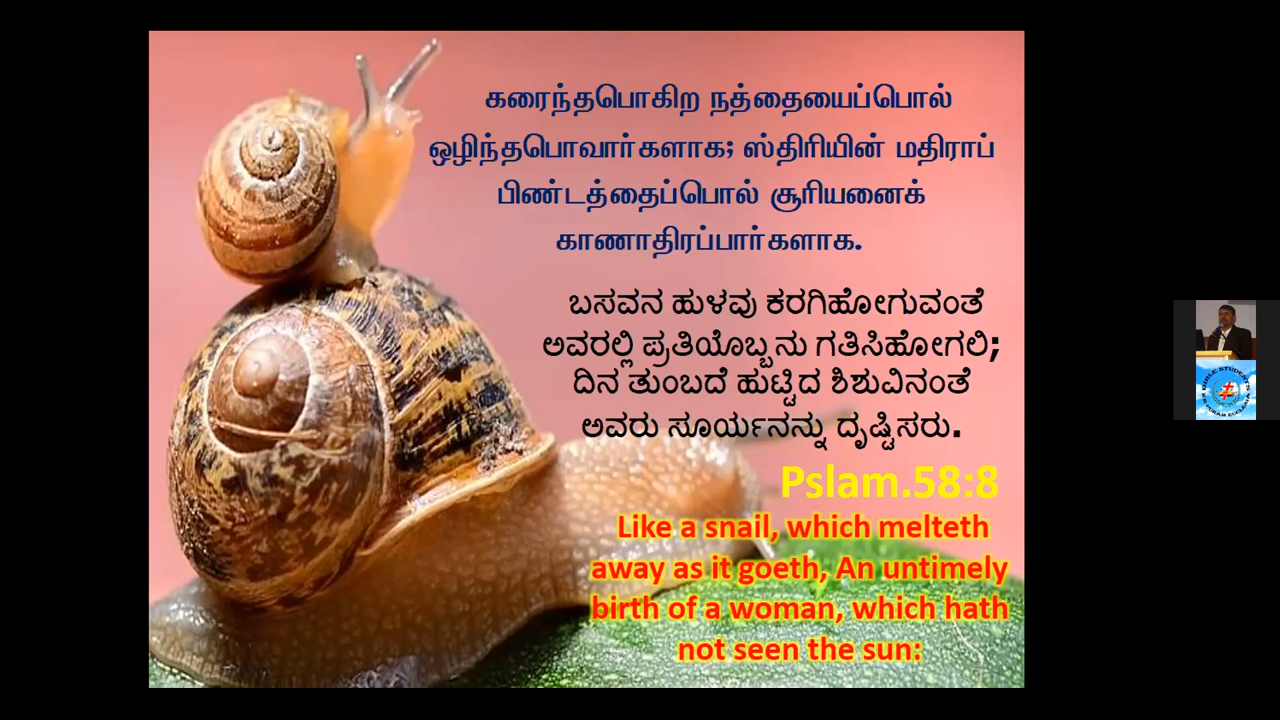 கரைந்தபொகிற நத்தையைப்பொல்
ஒழிந்தபொவார்களாக; ஸ்திரியின் மதிராப்
பிண்டத்தைப்பொல் சூரியனைக்
காணாதிரப்பார்களாக.
ಬಸವನ ಹುಳವು ಕರಗಿಹೋಗುವಂತೆ
ಅವರಲ್ಲಿ ಪ್ರತಿಯೊಬ್ಬನು ಗತಿಸಿಹೋಗಲಿ;
ದಿನ ತುಂಬದೆ ಹುಟ್ಟಿದ ಶಿಶುವಿನಂತೆ
ಅವರು ಸೂರ್ಯನನ್ನು ದೃಷ್ಟಿಸರು.
Pslam.58:8
Like a snail, which melteth
away as it goeth, An untimely
birth of a woman, which hath
not seen the sun:
BIBLE STUDENTS